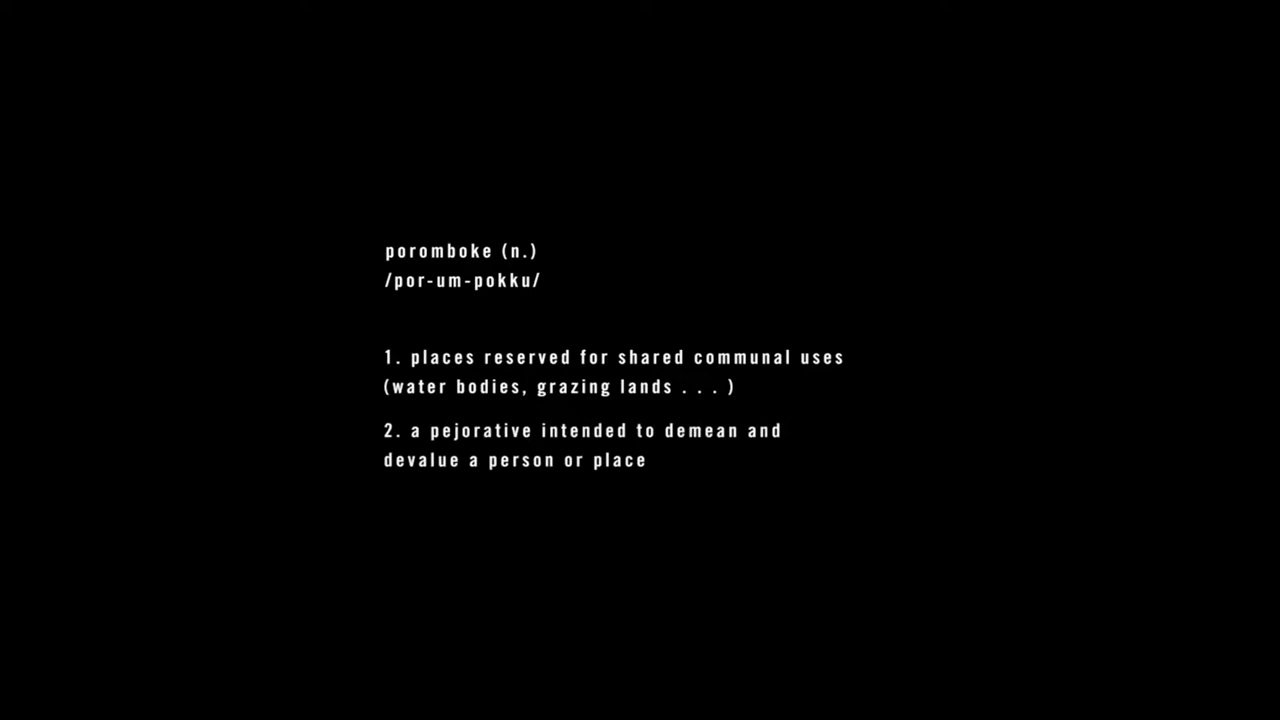 poromboke (n.)
/por-um-pokku/
1. places reserved for shared communal uses
(water bodies, grazing lands . . . )
2. a pejorative intended to demean and
devalue a person or place